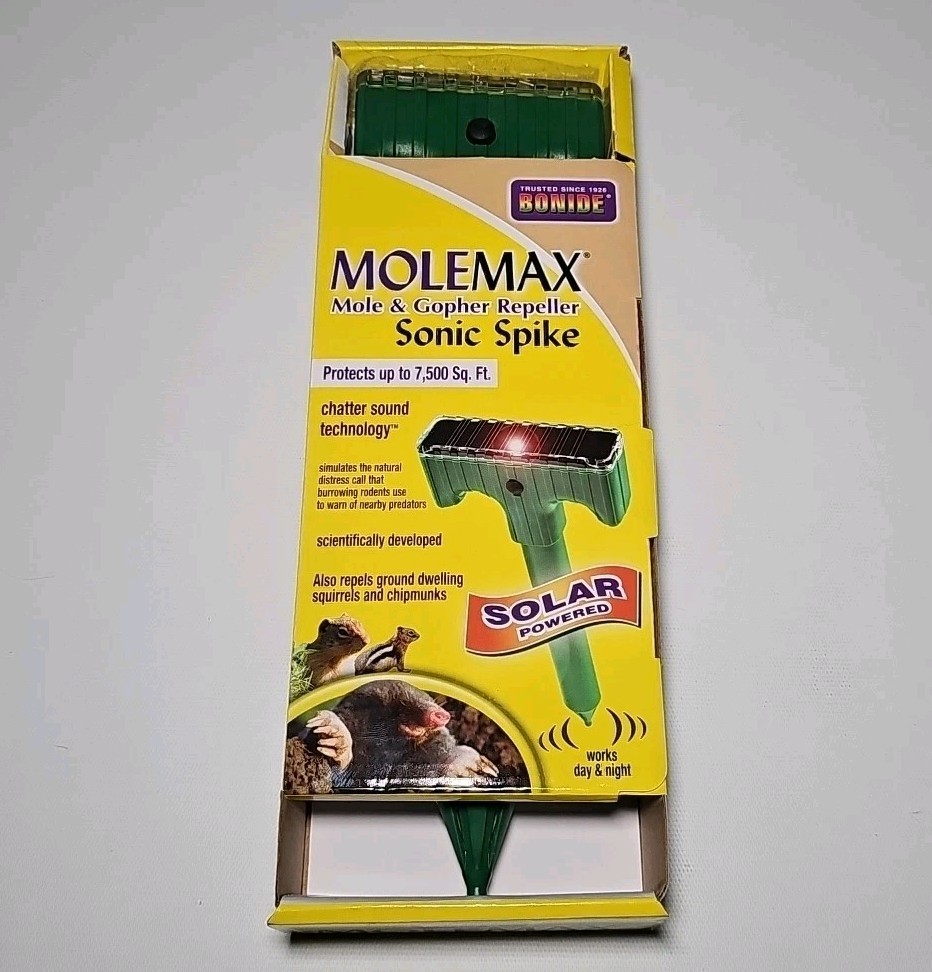 TRUSTED SINCE 1926
BONIDE®
MOLEMAX®
Mole & Gopher Repeller
Sonic Spike
Protects up to 7,500 Sq. Ft.
chatter sound
technology™
simulates the natural
distress call that
burrowing rodents use
to warn of nearby predators
scientifically developed
Also repels ground dwelling
squirrels and chipmunks
SOLAR
POWERED
works
day & night